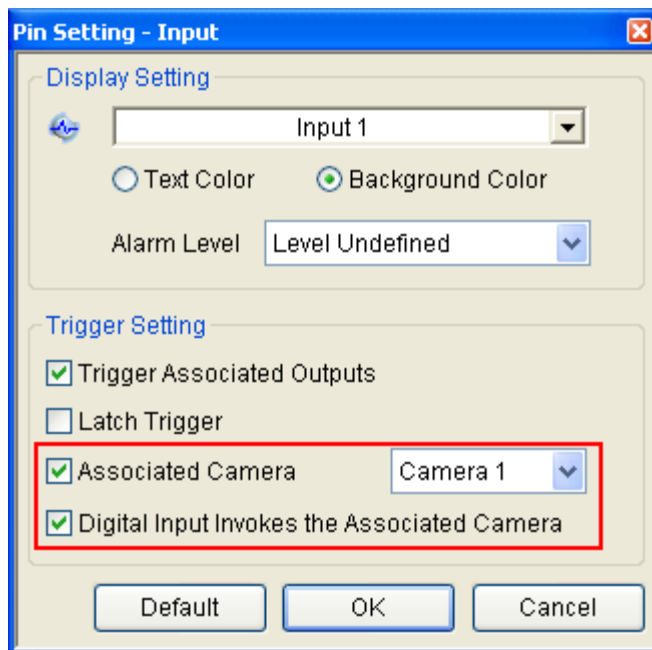 Pin Setting - Input
Display Setting
Input 1
Text Color Background Color
Alarm Level Level Undefined
Trigger Setting
Trigger Associated Outputs
Latch Trigger
Associated Camera Camera 1
Digital Input Invokes the Associated Camera
Default OK Cancel